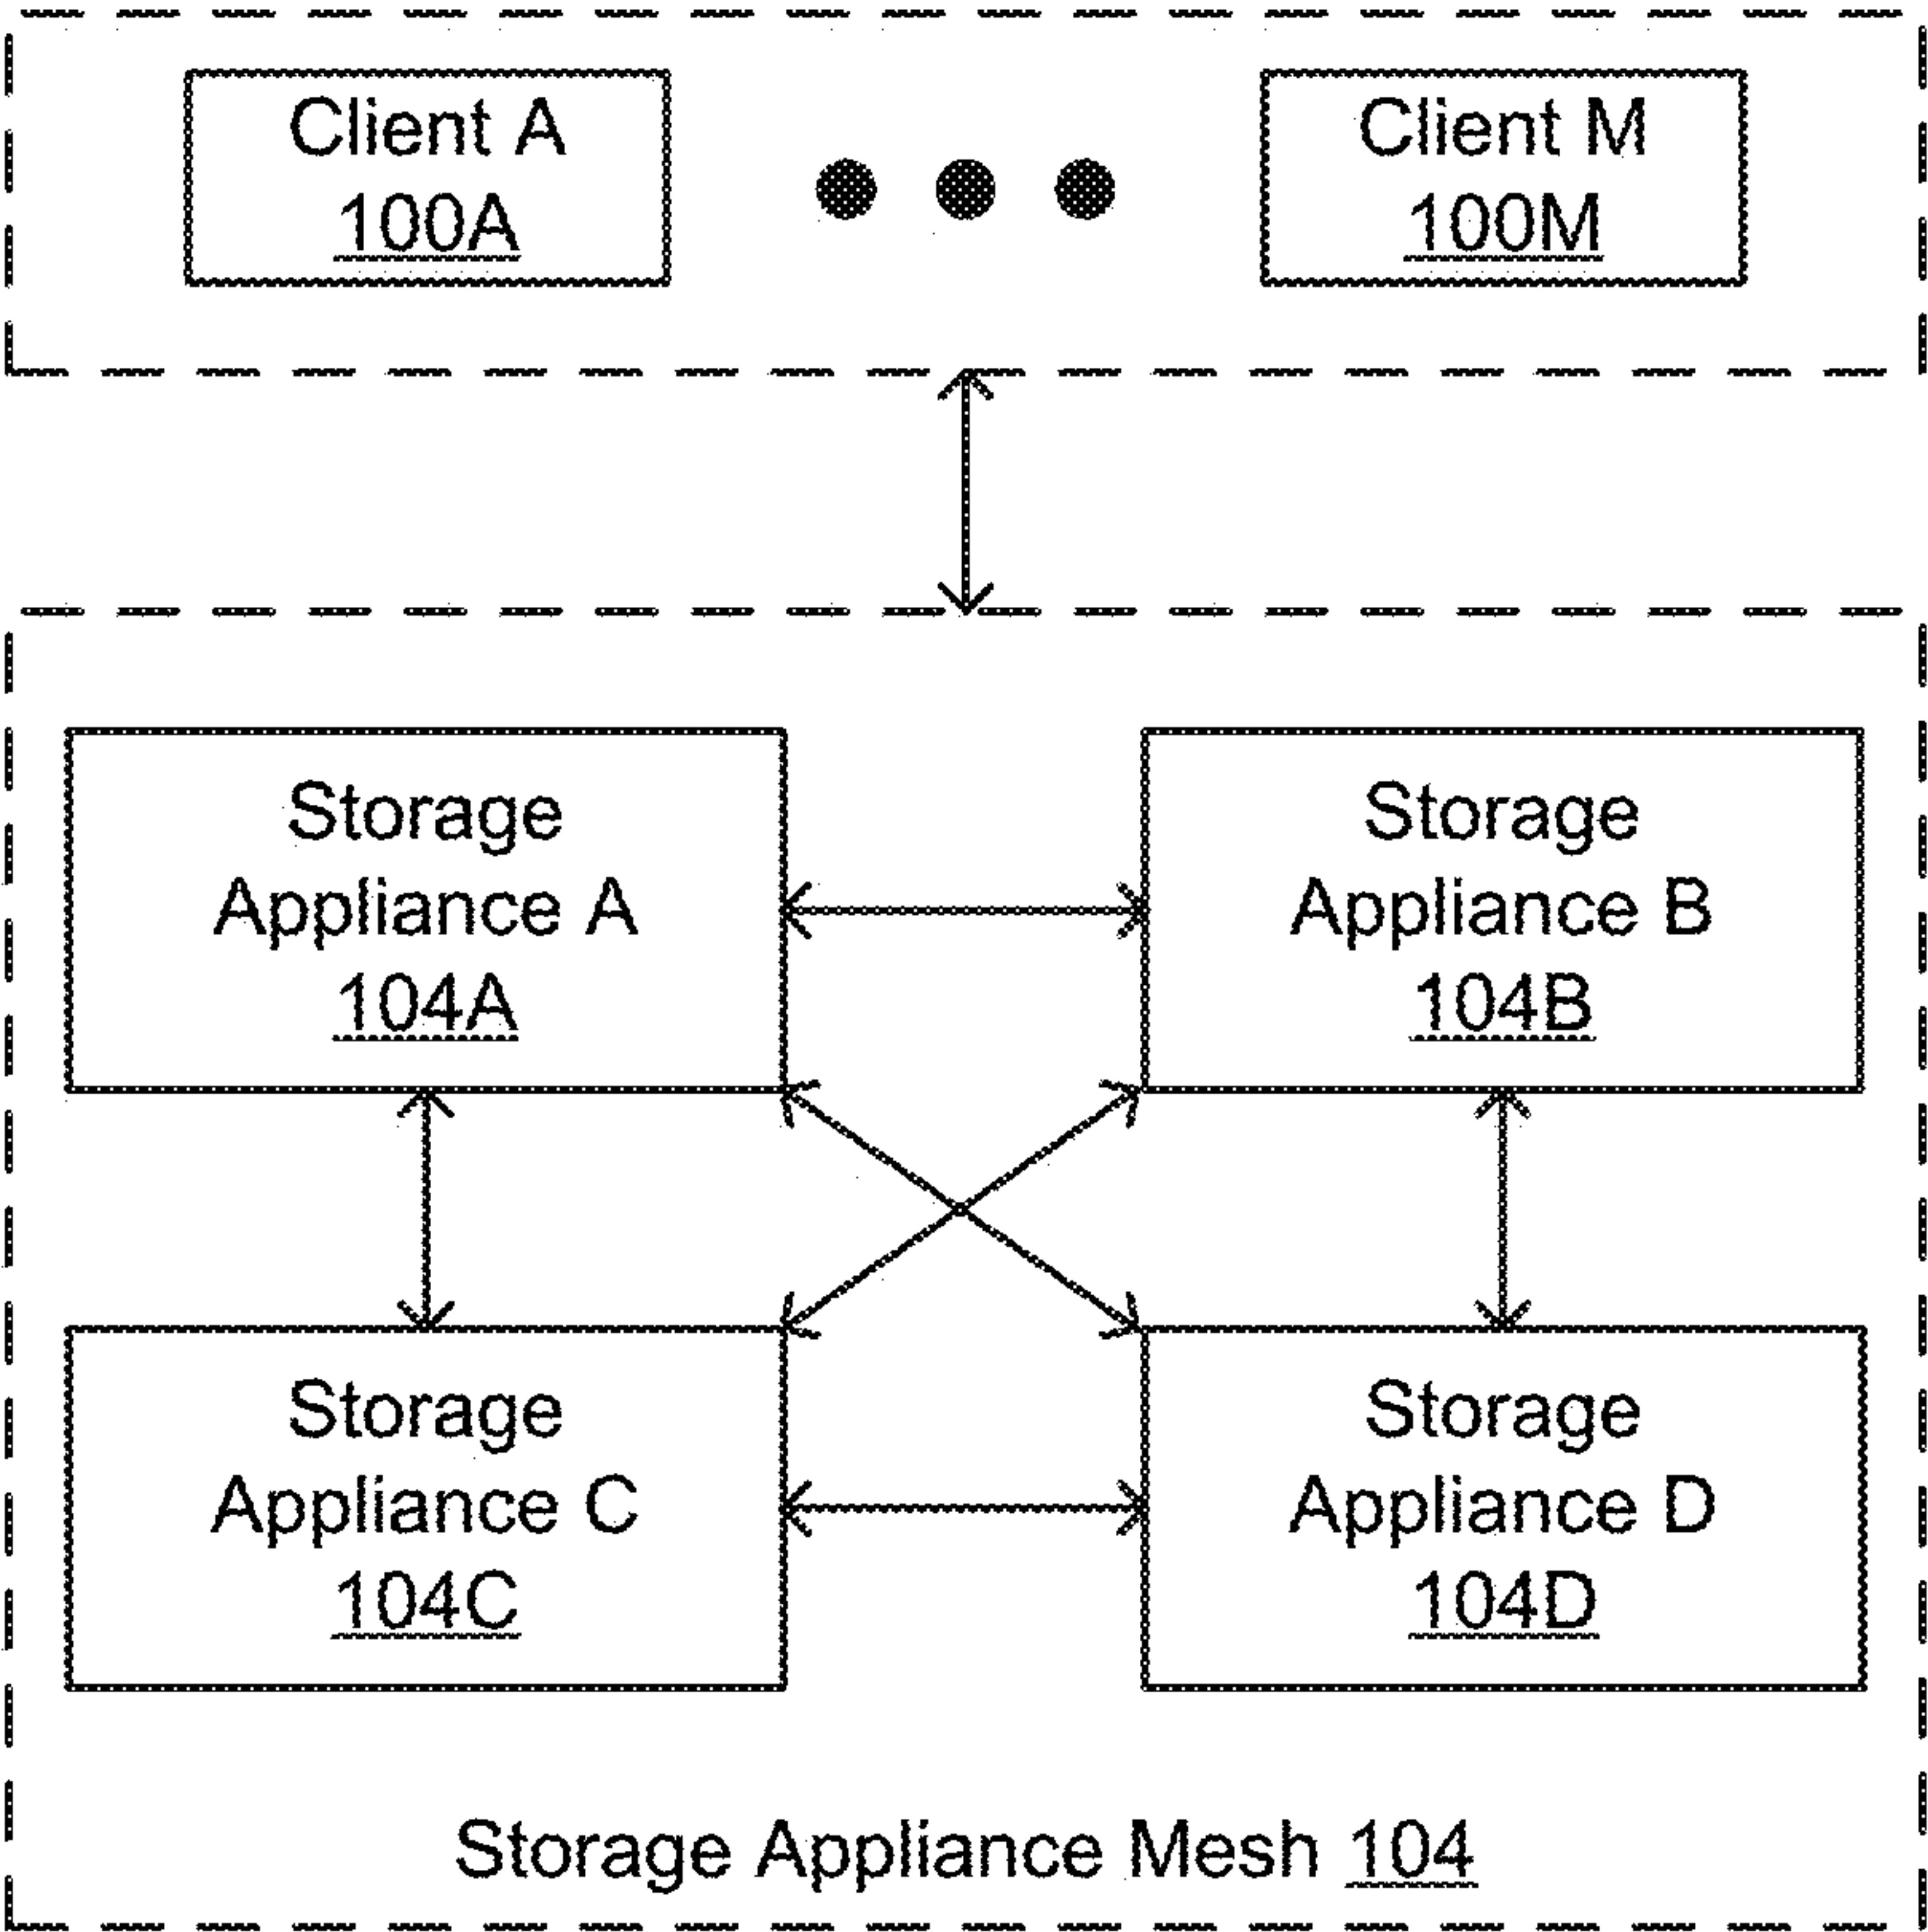 Client A
100A
Client M
100M
Storage
Appliance A
104A
Storage
Appliance B
104B
Storage
Appliance C
104C
Storage
Appliance D
104D
Storage Appliance Mesh 104